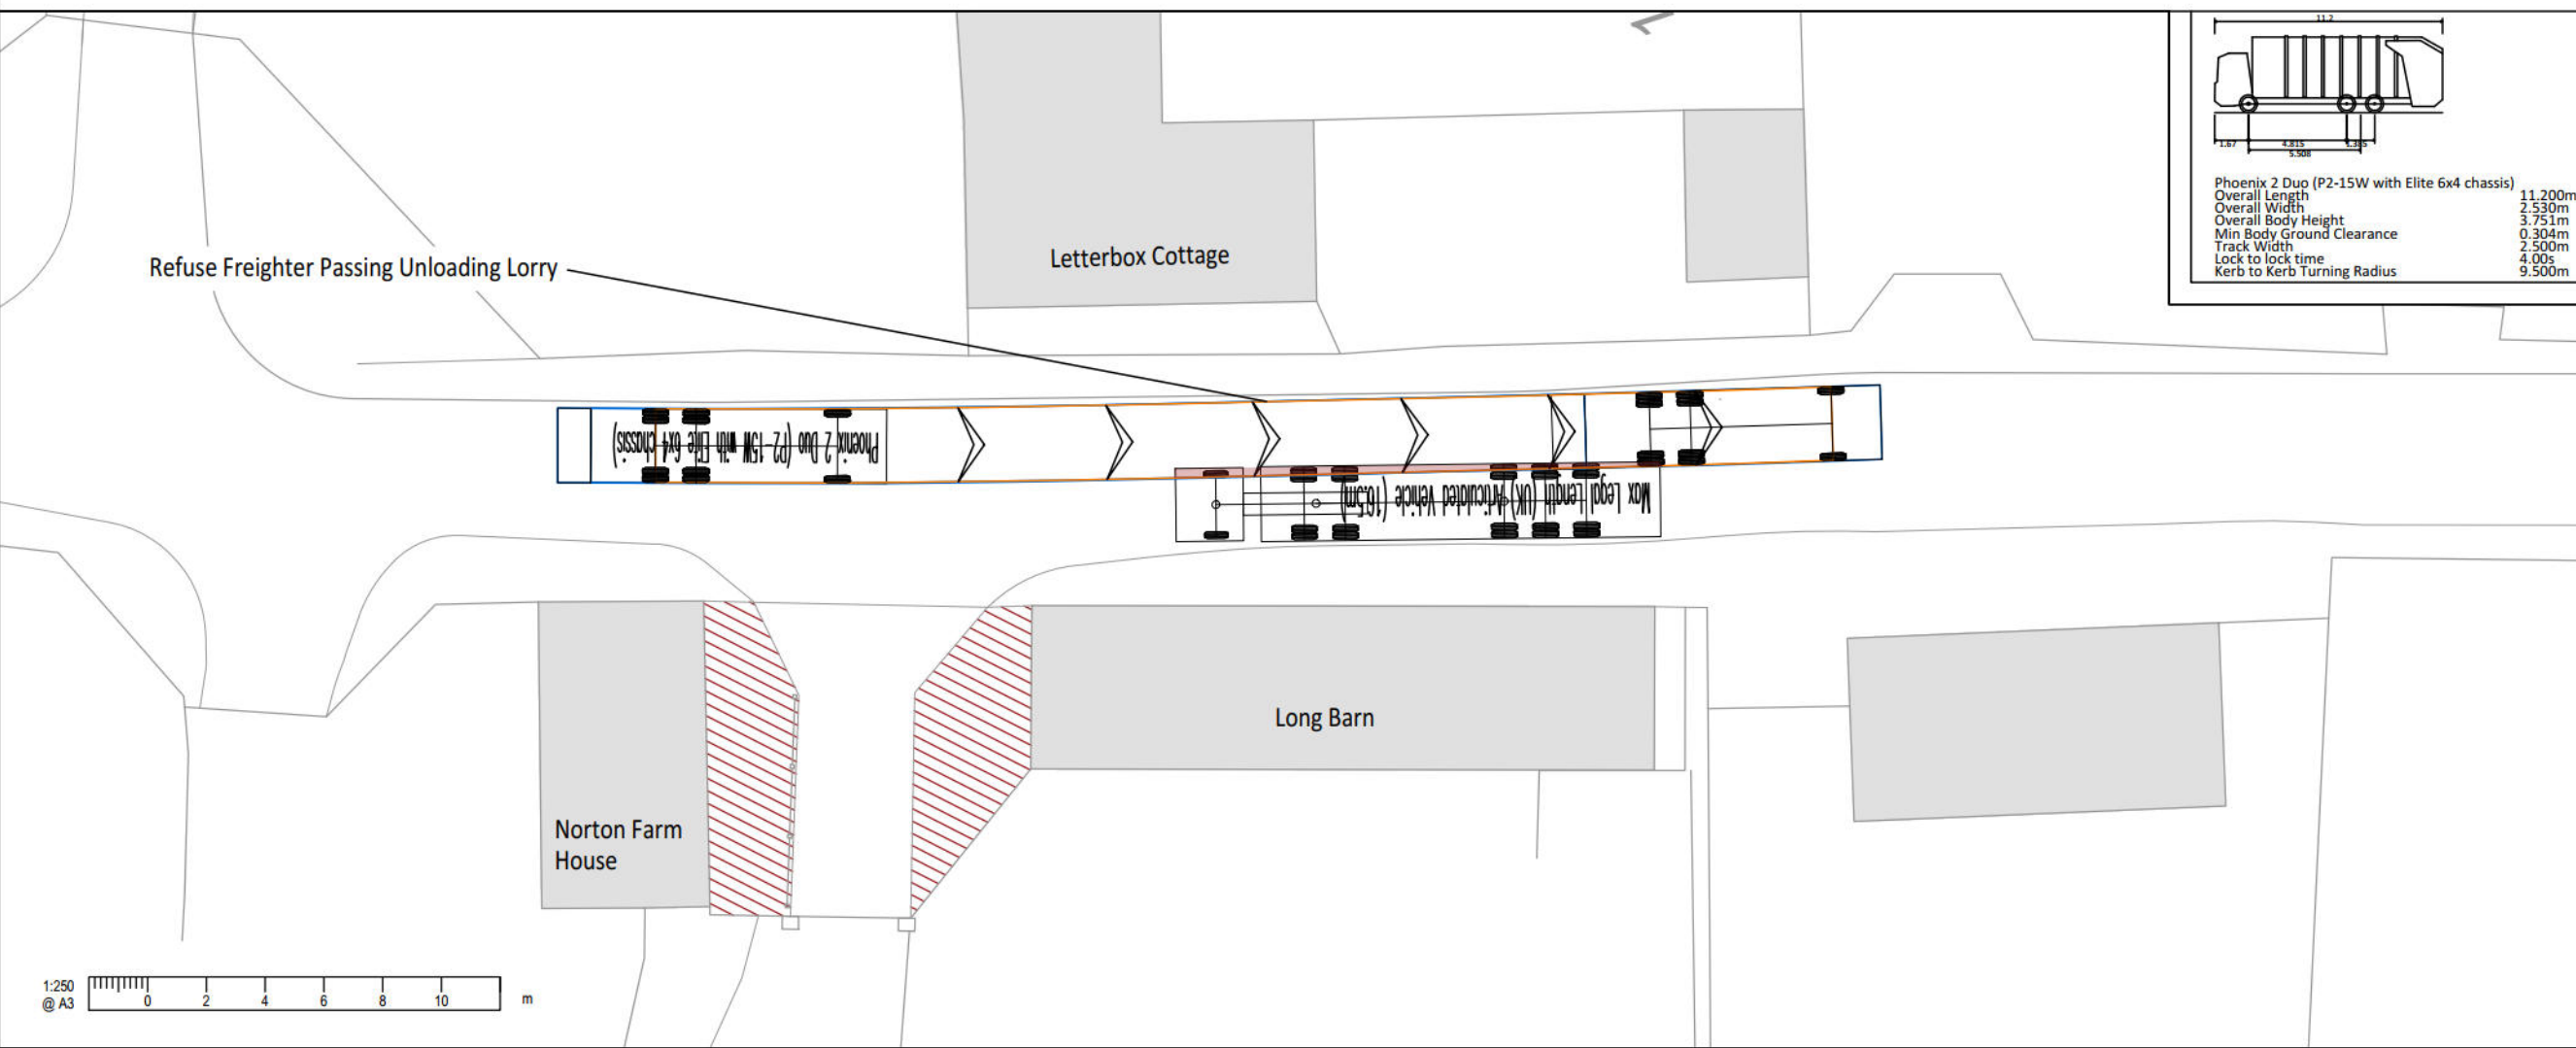 11.2
1.67
4.815
1.385
5.508
Phoenix 2 Duo (P2-15W with Elite 6x4 chassis)
Overall Length 11.200m
Overall Width 2.530m
Overall Body Height 3.751m
Min Body Ground Clearance 0.304m
Track Width 2.500m
Lock to lock time 4.00s
Kerb to Kerb Turning Radius 9.500m
Letterbox Cottage
Refuse Freighter Passing Unloading Lorry
Phoenix 2 Duo (P2-15W with Elite 6x4 chassis)
Max Legal Length (UK) Articulated Vehicle (16.5m)
Long Barn
Norton Farm
House
1:250
@ A3
0 2 4 6 8 10 m